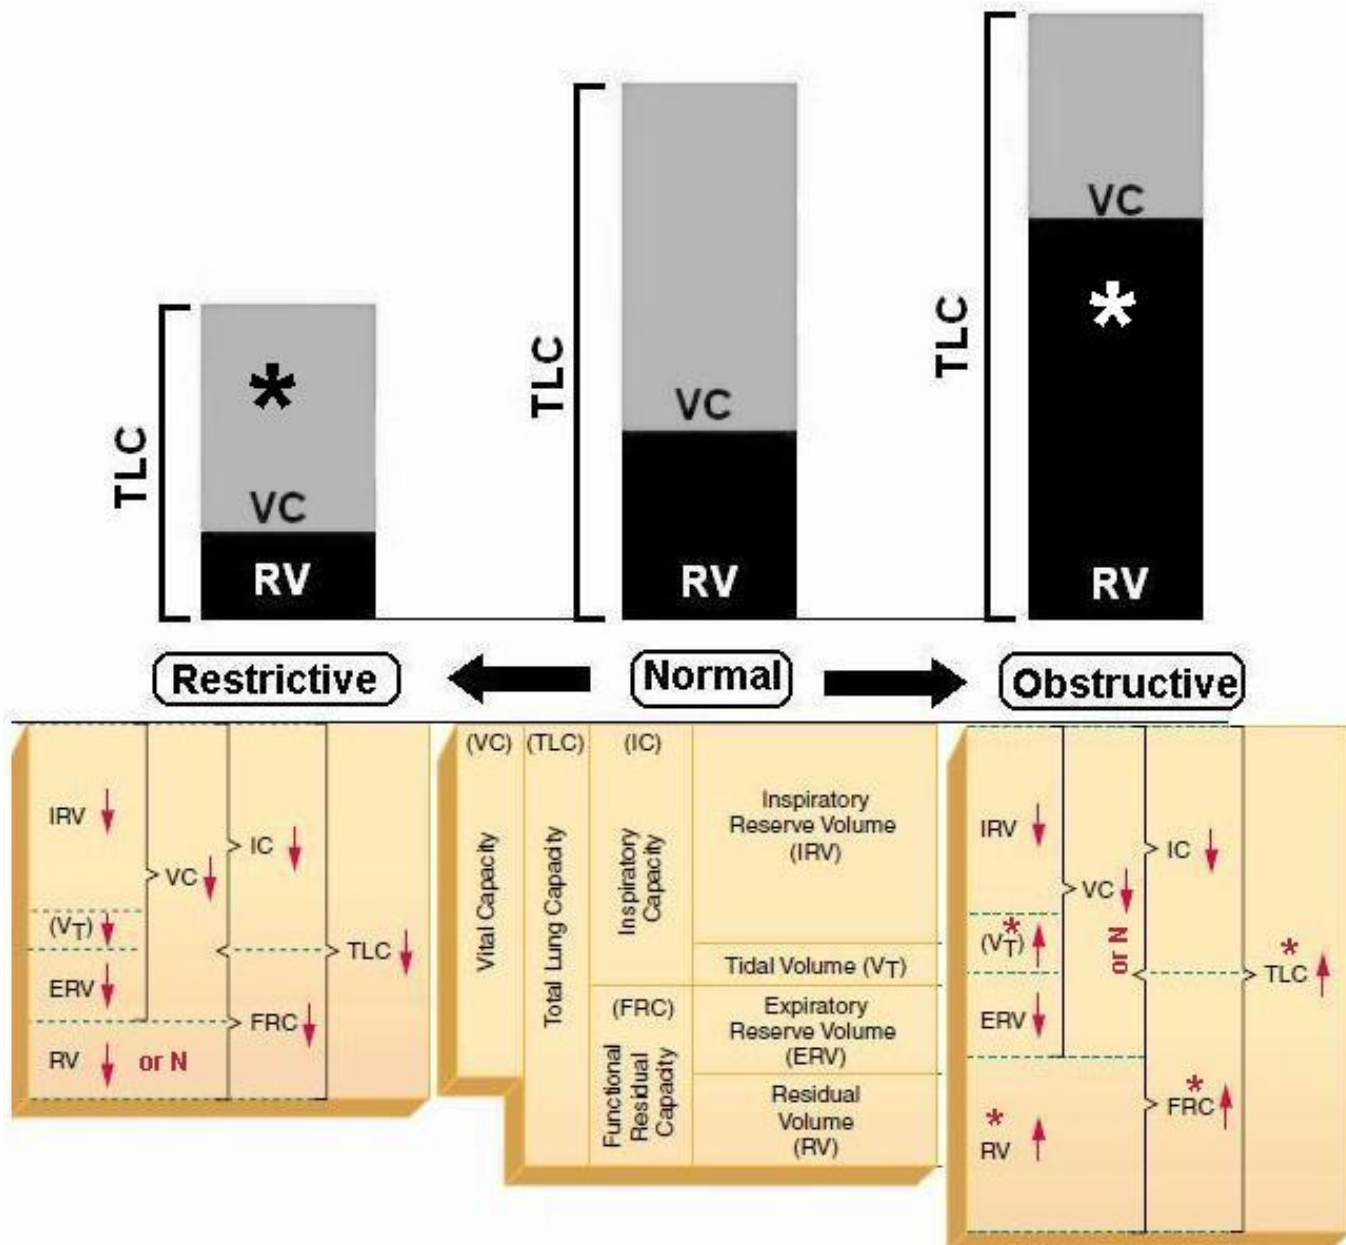 TLC
*
VC
RV
TLC
VC
RV
TLC
VC
*
RV
Restrictive
Normal
Obstructive
IRV
(VT)
ERV
RV or N
VC
IC
FRC
TLC
(VC)
(TLC)
(IC)
Vital Capacity
Total Lung Capacity
Inspiratory
Capacity
(FRC)
Functional
Residual
Capacity
Inspiratory
Reserve Volume
(IRV)
Tidal Volume (VT)
Expiratory
Reserve Volume
(ERV)
Residual
Volume
(RV)
IRV
*
(VT)
ERV
*
RV
VC
or N
IC
*
FRC
*
TLC